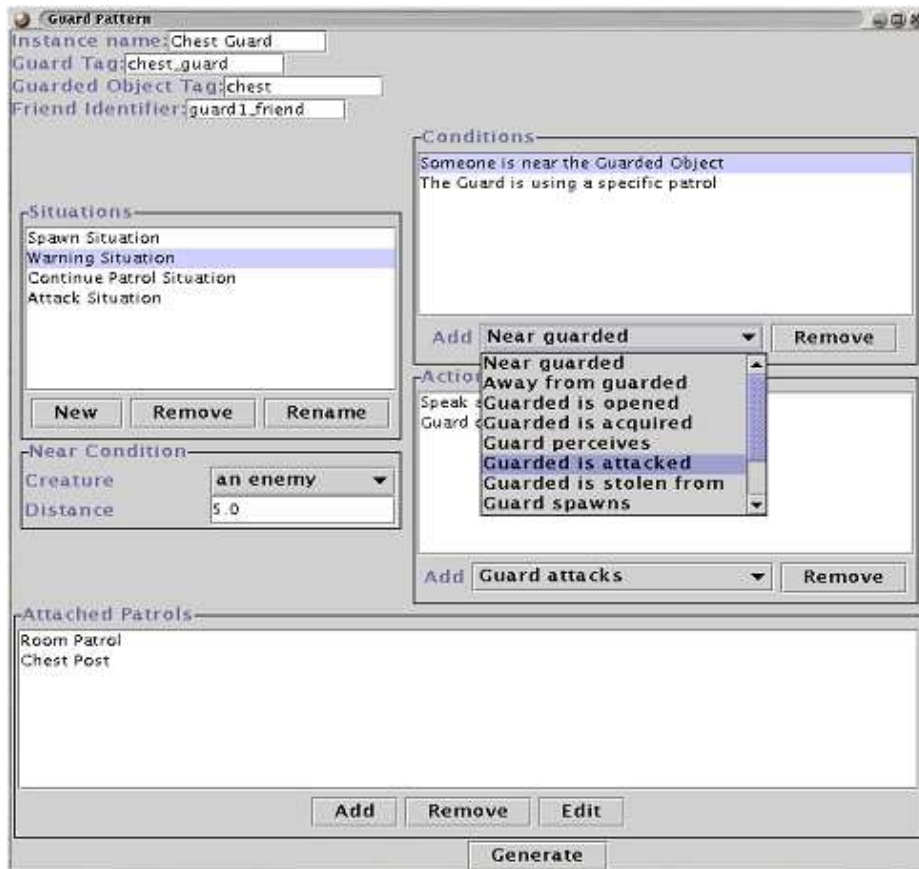 Guard Pattern
Instance name: Chest Guard
Guard Tag: chest_guard
Guarded Object Tag: chest
Friend Identifier: guard1_friend
Conditions
Someone is near the Guarded Object
The Guard is using a specific patrol
Add Near guarded Remove
Near guarded
Away from guarded
Guarded is opened
Guarded is acquired
Guard perceives
Guarded is attacked
Guarded is stolen from
Guard spawns
Situations
Spawn Situation
Warning Situation
Continue Patrol Situation
Attack Situation
New Remove Rename
Near Condition
Creature an enemy
Distance 5.0
Speak
Guard
Add Guard attacks Remove
Attached Patrols
Room Patrol
Chest Post
Add Remove Edit
Generate